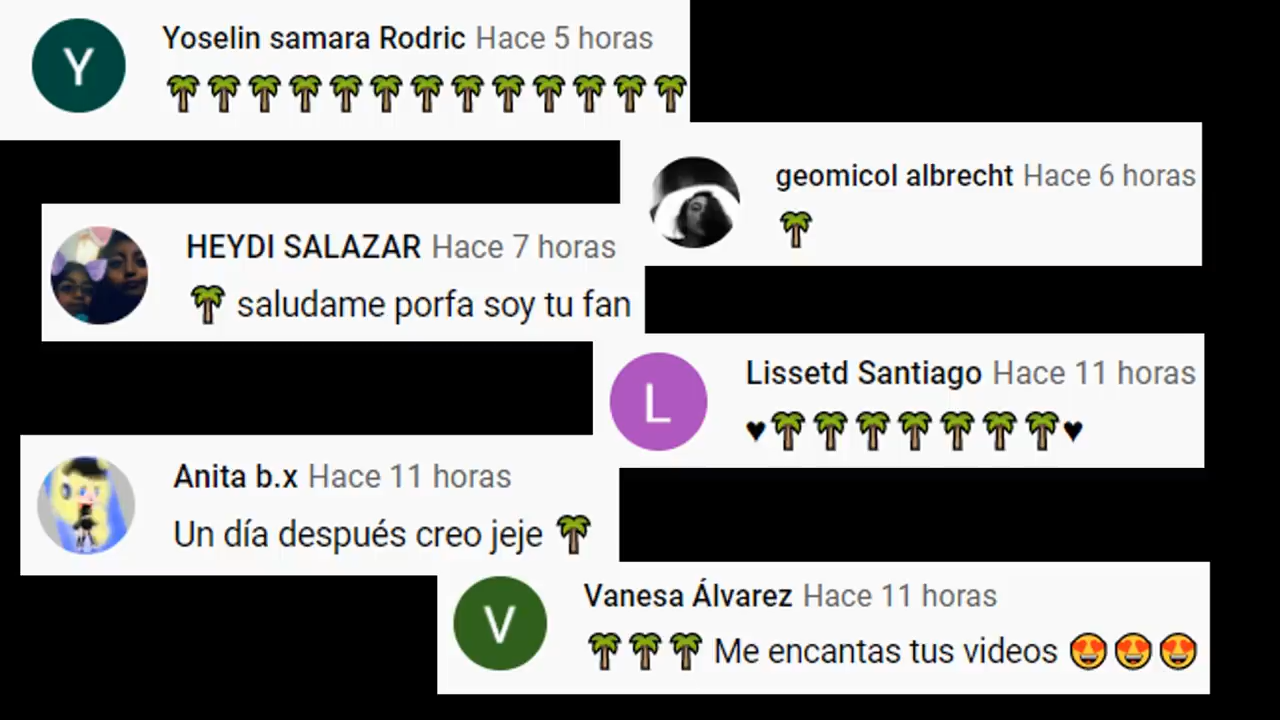 Y
Yoselin samara Rodric Hace 5 horas
🌴🌴🌴🌴🌴🌴🌴🌴🌴🌴🌴🌴🌴
geomicol albrecht Hace 6 horas
🌴
HEYDI SALAZAR Hace 7 horas
🌴 saludame porfa soy tu fan
L
Lissetd Santiago Hace 11 horas
♥🌴🌴🌴🌴🌴🌴🌴♥
Anita b.x Hace 11 horas
Un día después creo jeje 🌴
V
Vanesa Álvarez Hace 11 horas
🌴🌴🌴 Me encantas tus videos 😍😍😍